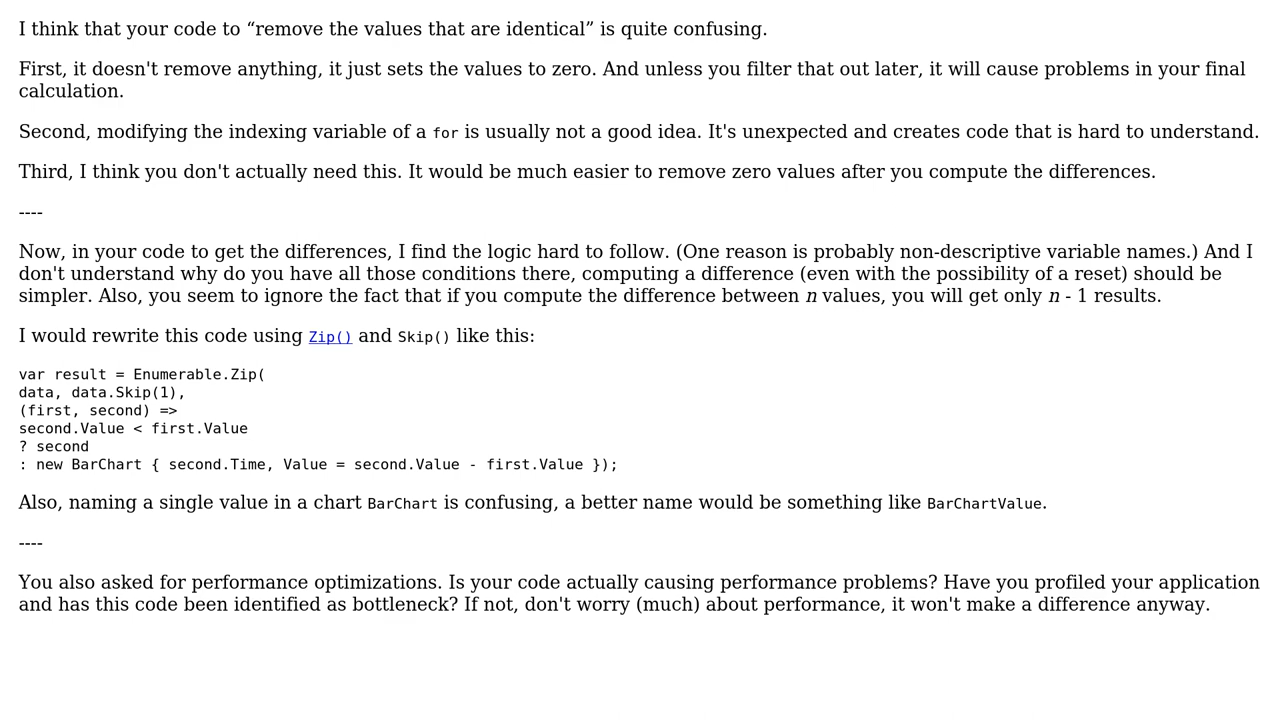 I think that your code to “remove the values that are identical” is quite confusing.
First, it doesn't remove anything, it just sets the values to zero. And unless you filter that out later, it will cause problems in your final
calculation.
Second, modifying the indexing variable of a for is usually not a good idea. It's unexpected and creates code that is hard to understand.
Third, I think you don't actually need this. It would be much easier to remove zero values after you compute the differences.
----
Now, in your code to get the differences, I find the logic hard to follow. (One reason is probably non-descriptive variable names.) And I
don't understand why do you have all those conditions there, computing a difference (even with the possibility of a reset) should be
simpler. Also, you seem to ignore the fact that if you compute the difference between n values, you will get only n - 1 results.
I would rewrite this code using Zip() and Skip() like this:
var result = Enumerable.Zip(
data, data.Skip(1),
(first, second) =>
second.Value < first.Value
? second
: new BarChart { second.Time, Value = second.Value - first.Value });
Also, naming a single value in a chart BarChart is confusing, a better name would be something like BarChartValue.
----
You also asked for performance optimizations. Is your code actually causing performance problems? Have you profiled your application
and has this code been identified as bottleneck? If not, don't worry (much) about performance, it won't make a difference anyway.